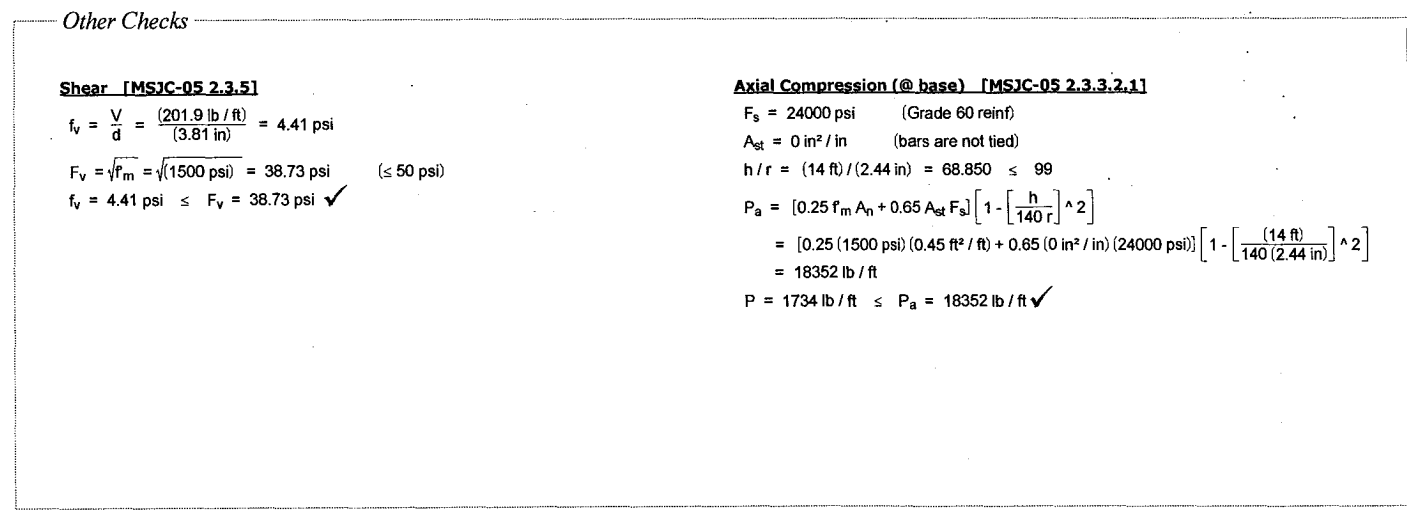 Other Checks
Shear [MSJC-05 2.3.5]
f_v = V / d = (201.9 lb / ft) / (3.81 in) = 4.41 psi
F_v = √f'_m = √(1500 psi) = 38.73 psi (≤ 50 psi)
f_v = 4.41 psi ≤ F_v = 38.73 psi ✓
Axial Compression (@ base) [MSJC-05 2.3.3.2.1]
F_s = 24000 psi (Grade 60 reinf)
A_st = 0 in² / in (bars are not tied)
h / r = (14 ft) / (2.44 in) = 68.850 ≤ 99
P_a = [0.25 f'_m A_n + 0.65 A_st F_s] [1 - [h / 140 r] ^ 2]
= [0.25 (1500 psi) (0.45 ft² / ft) + 0.65 (0 in² / in) (24000 psi)] [1 - [(14 ft) / 140 (2.44 in)] ^ 2]
= 18352 lb / ft
P = 1734 lb / ft ≤ P_a = 18352 lb / ft ✓